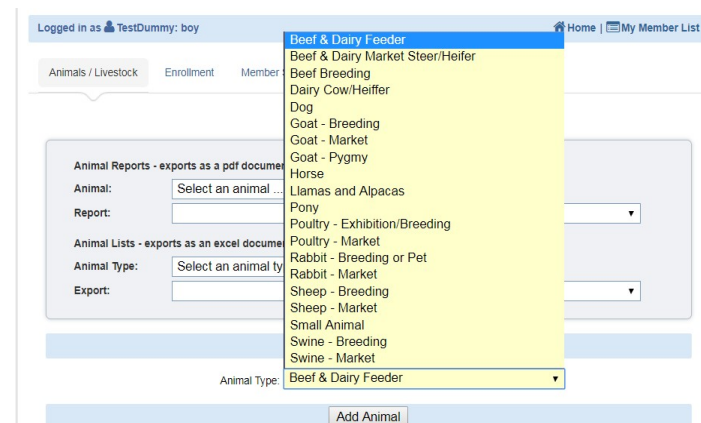 Logged in as TestDummy: boy
Home | My Member List
Animals / Livestock Enrollment Member
Beef & Dairy Feeder
Beef & Dairy Market Steer/Heifer
Beef Breeding
Dairy Cow/Heiffer
Dog
Goat - Breeding
Goat - Market
Goat - Pygmy
Horse
Llamas and Alpacas
Pony
Poultry - Exhibition/Breeding
Poultry - Market
Rabbit - Breeding or Pet
Rabbit - Market
Sheep - Breeding
Sheep - Market
Small Animal
Swine - Breeding
Swine - Market
Animal Reports - exports as a pdf documen
Animal: Select an animal ...
Report:
Animal Lists - exports as an excel docume
Animal Type: Select an animal ty
Export:
Animal Type: Beef & Dairy Feeder
Add Animal